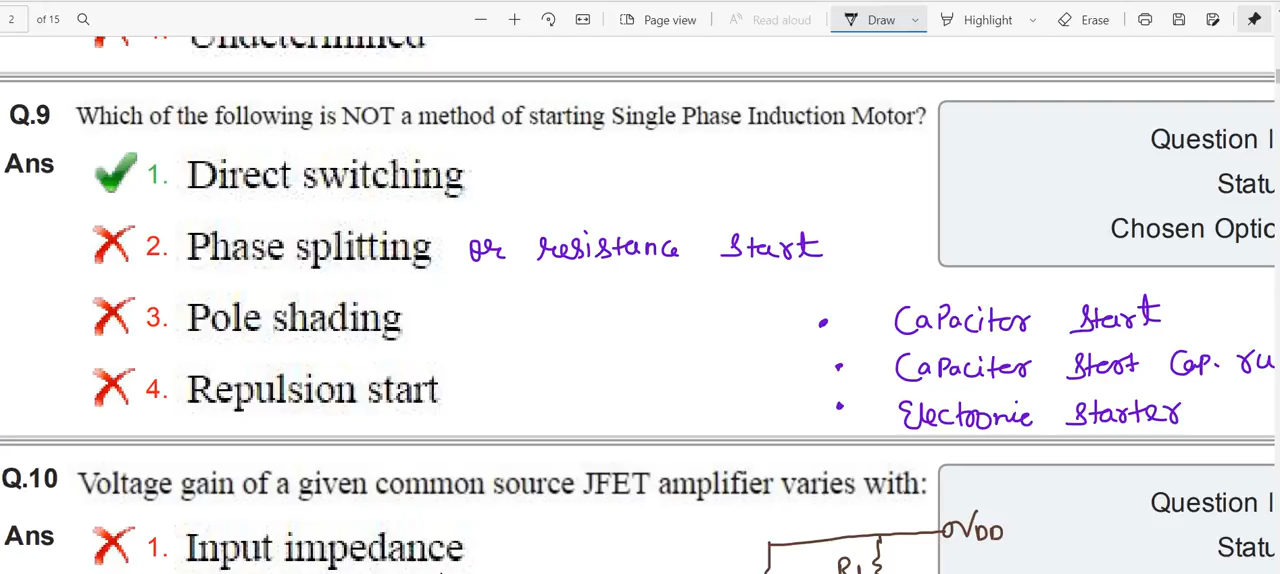 2 of 15 Page view Read aloud Draw Highlight Erase
Undetermined
Q.9 Which of the following is NOT a method of starting Single Phase Induction Motor?
Question
Ans 1. Direct switching
Statu
2. Phase splitting or resistance start
Chosen Optio
3. Pole shading
• Capacitor start
• Capacitor start Cap. ru
4. Repulsion start
• Electronic starter
Q.10 Voltage gain of a given common source JFET amplifier varies with:
Question
VDD
Ans 1. Input impedance
Statu